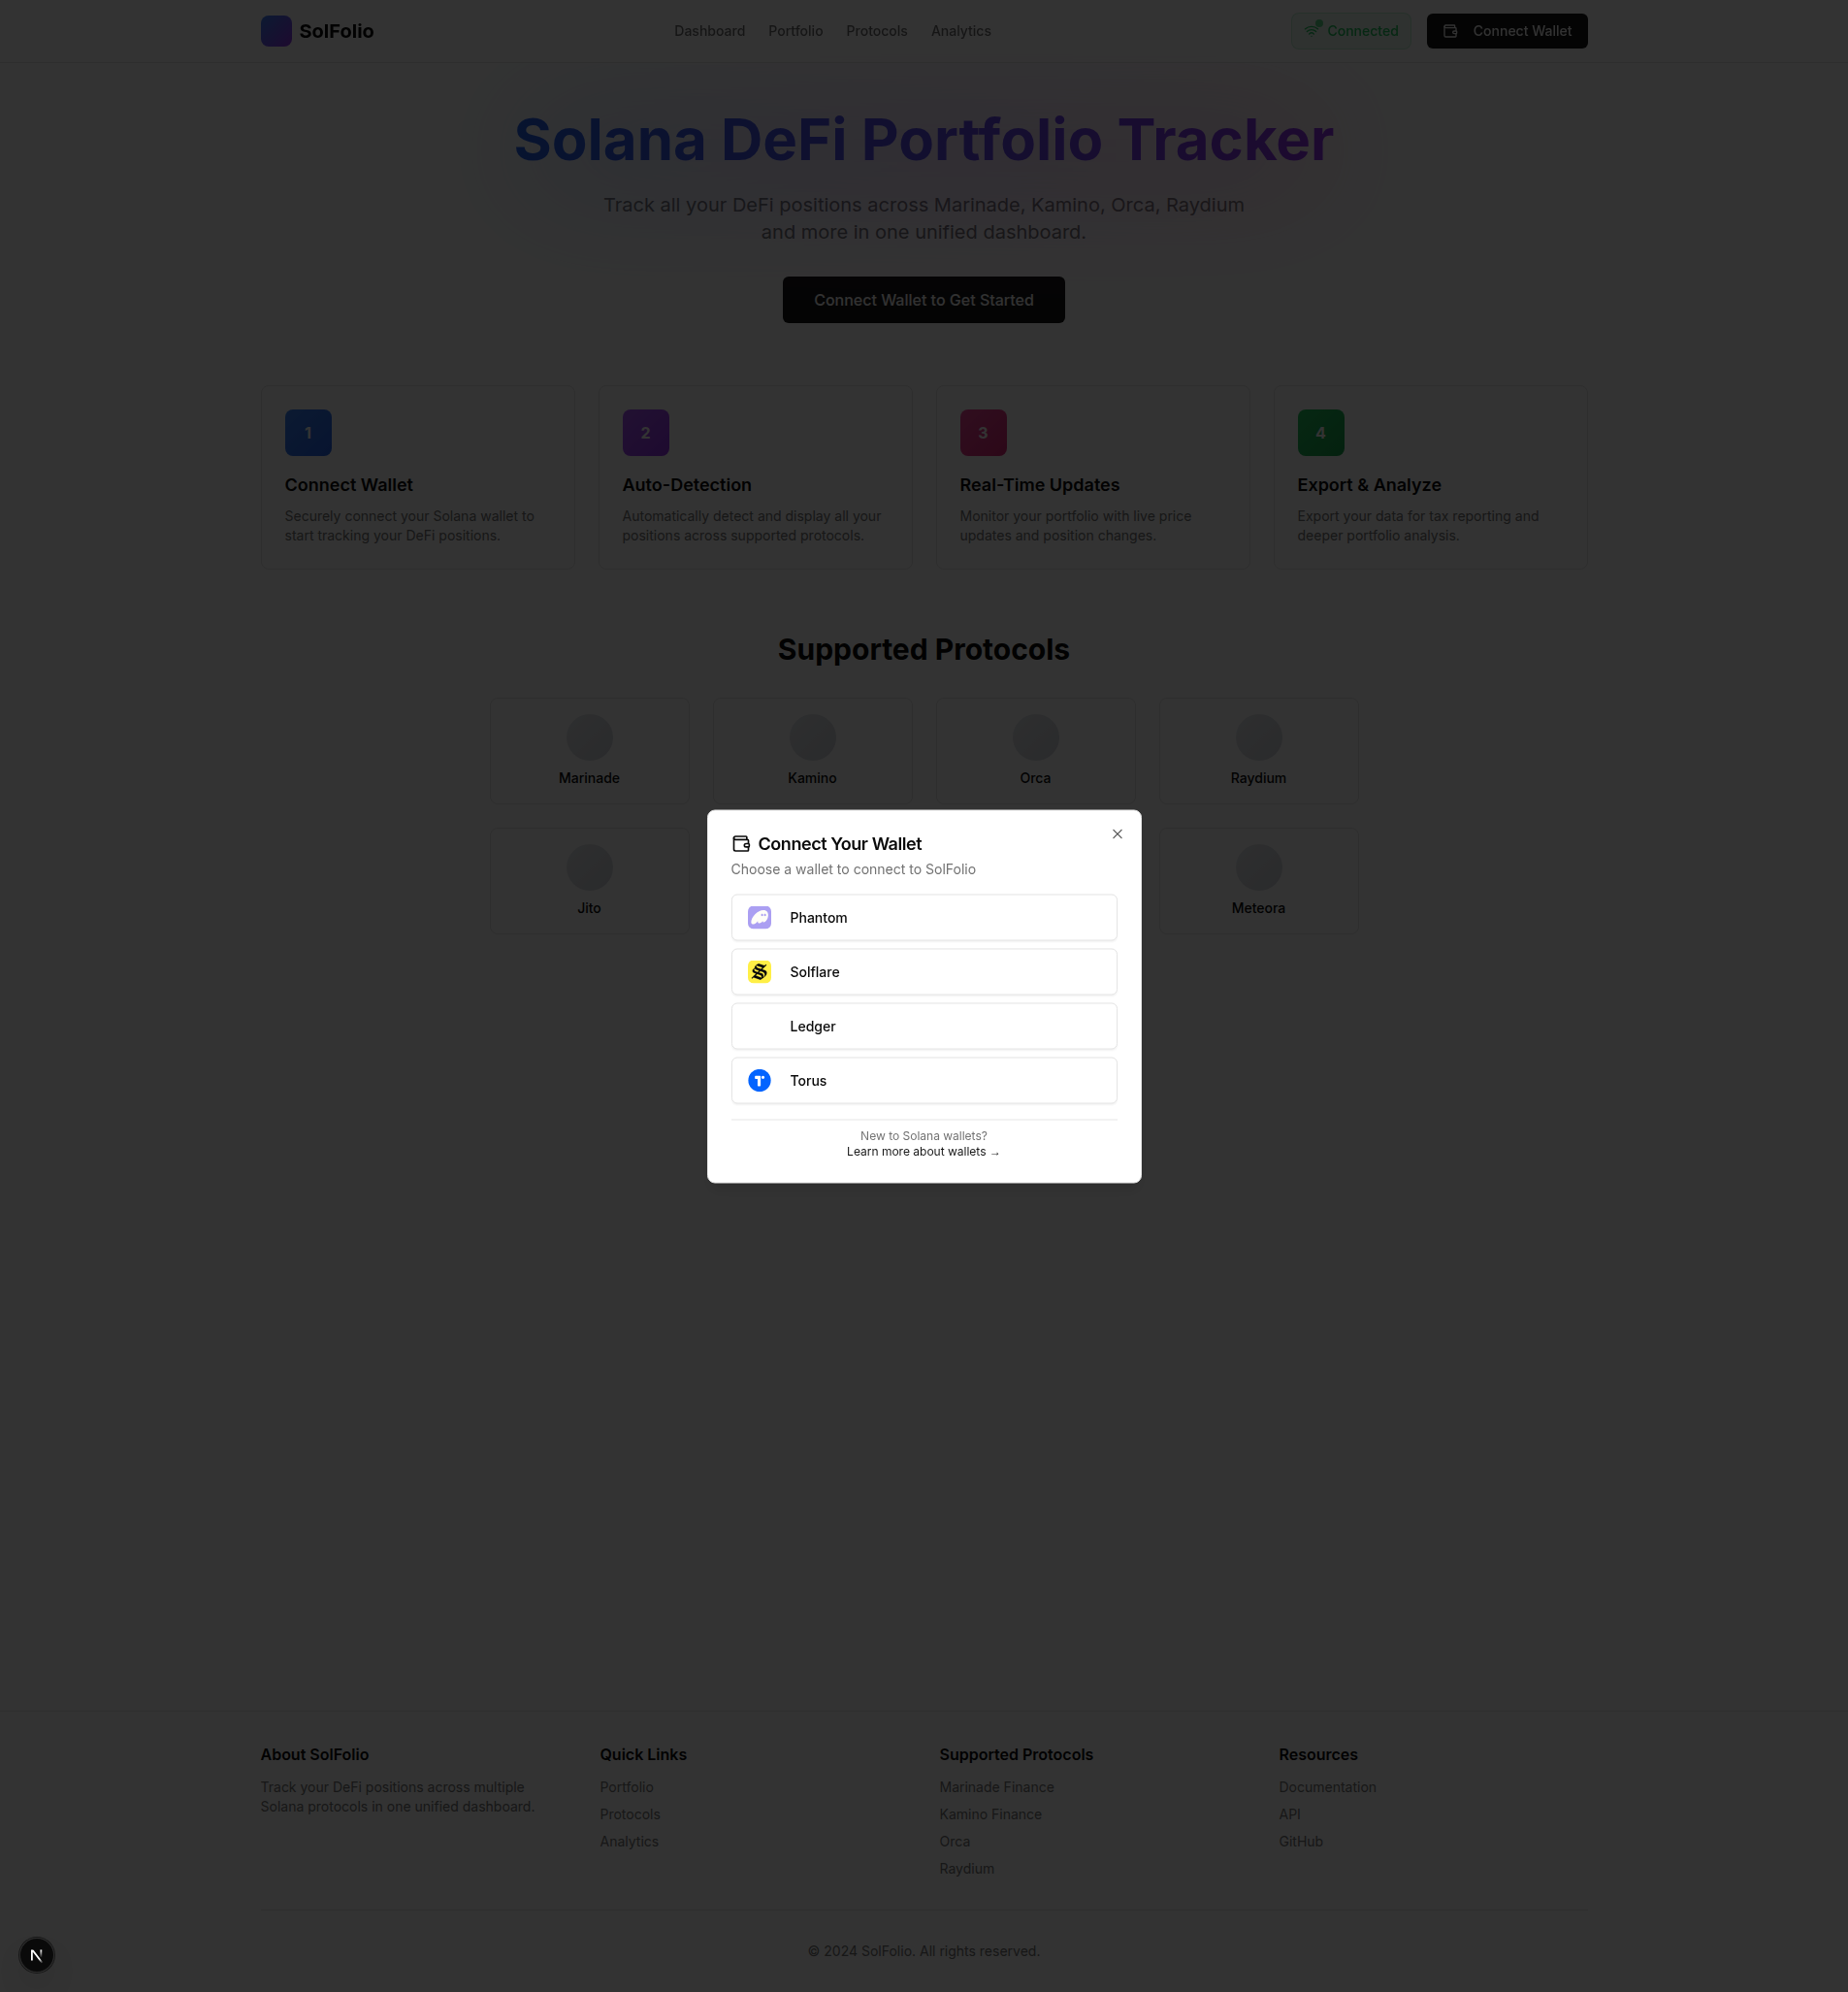 SolFolio
Dashboard
Portfolio
Protocols
Analytics
Connected
Connect Wallet
Solana DeFi Portfolio Tracker
Track all your DeFi positions across Marinade, Kamino, Orca, Raydium
and more in one unified dashboard.
Connect Wallet to Get Started
1
Connect Wallet
Securely connect your Solana wallet to
start tracking your DeFi positions.
2
Auto-Detection
Automatically detect and display all your
positions across supported protocols.
3
Real-Time Updates
Monitor your portfolio with live price
updates and position changes.
4
Export & Analyze
Export your data for tax reporting and
deeper portfolio analysis.
Supported Protocols
Marinade
Kamino
Orca
Raydium
Jito
Meteora
Connect Your Wallet
Choose a wallet to connect to SolFolio
Phantom
Solflare
Ledger
Torus
New to Solana wallets?
Learn more about wallets →
About SolFolio
Track your DeFi positions across multiple
Solana protocols in one unified dashboard.
Quick Links
Portfolio
Protocols
Analytics
Supported Protocols
Marinade Finance
Kamino Finance
Orca
Raydium
Resources
Documentation
API
GitHub
© 2024 SolFolio. All rights reserved.